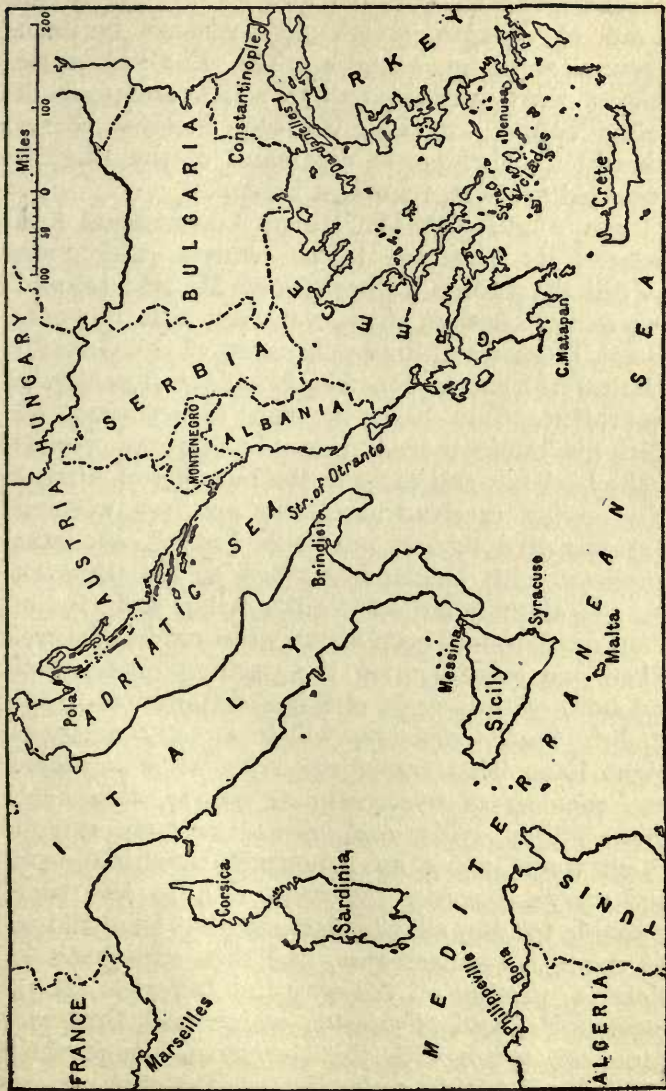 200
100
Miles
0
50
100
HUNGARY
AUSTRIA
FRANCE
Marseilles
Pola
ADRIATIC SEA
ITALY
Corsica
Sardinia
SERBIA
MONTENEGRO
ALBANIA
BULGARIA
Constantinople
Dardanelles
TURKEY
GREECE
Str. of Otranto
Brindisi
Messina
Sicily
Syracuse
Malta
C. Matapan
Syra
Denusa
Cyclades
Crete
MEDITERRANEAN SEA
Philippeville
Bona
ALGERIA
TUNIS